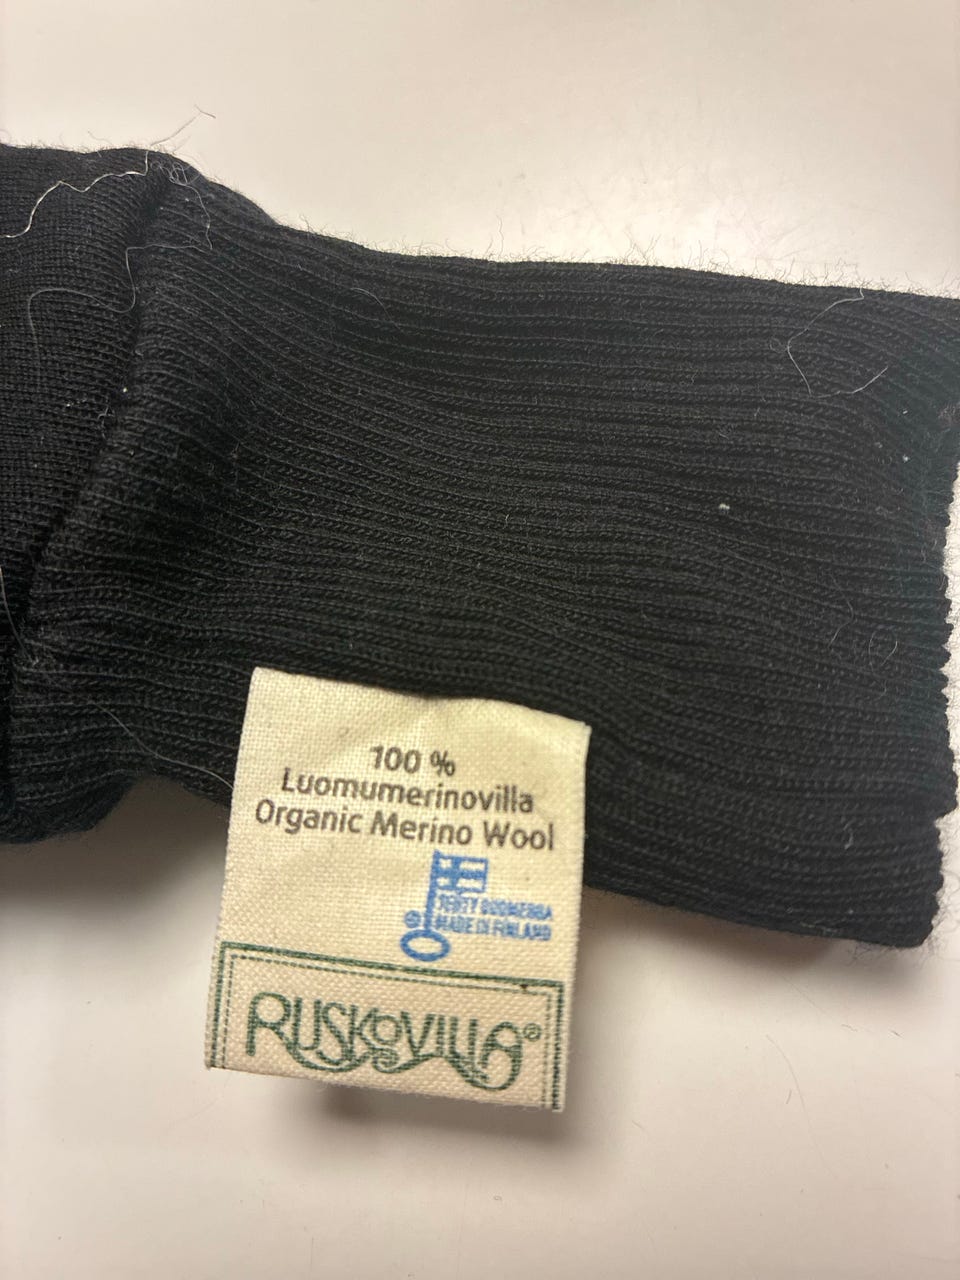 100 %
Luomumerinovilla
Organic Merino Wool
TEHTY SUOMESSA
MADE IN FINLAND
RUSKOVILLA®